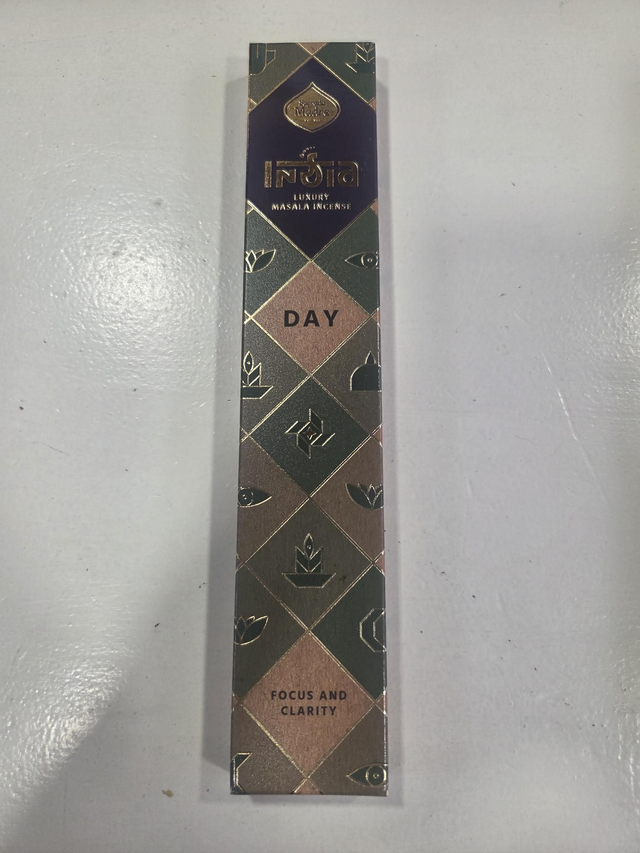 India
LUXURY
MASALA INCENSE
DAY
FOCUS AND
CLARITY